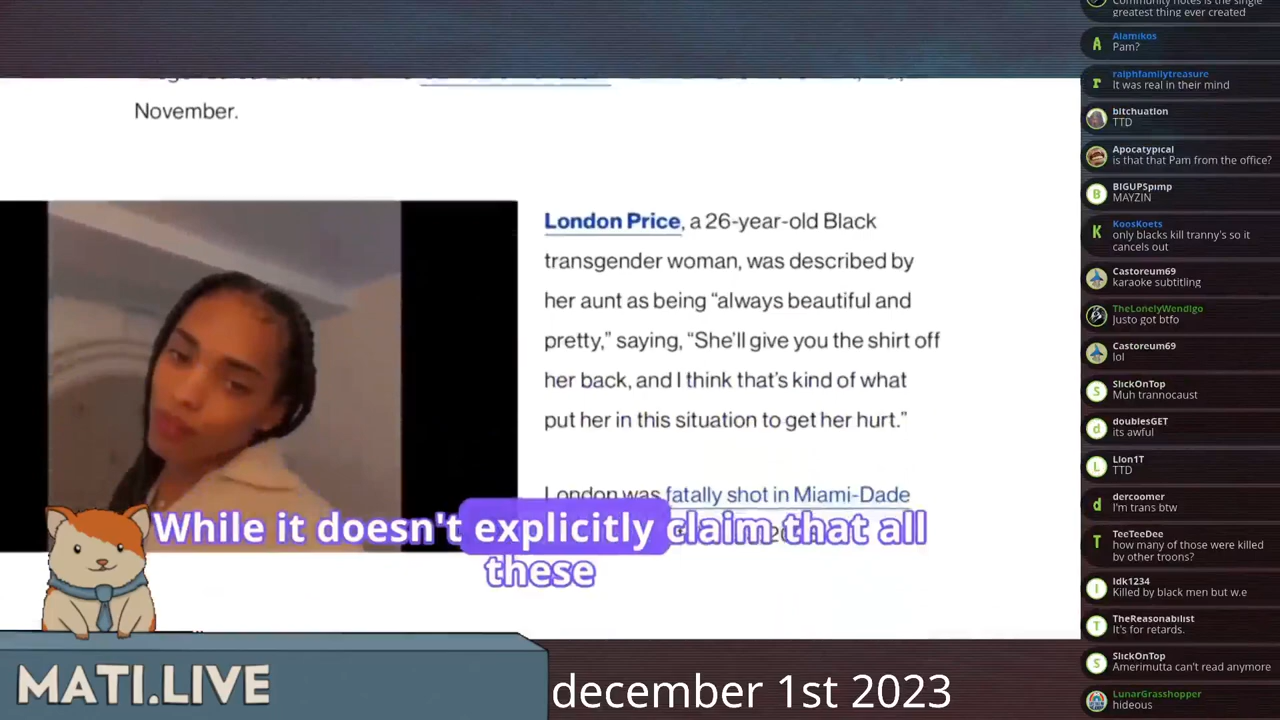 November.
London Price, a 26-year-old Black
transgender woman, was described by
her aunt as being “always beautiful and
pretty,” saying, “She’ll give you the shirt off
her back, and I think that’s kind of what
put her in this situation to get her hurt.”
London was fatally shot in Miami-Dade
While it doesn't explicitly claim that all
these
MATI.LIVE
december 1st 2023
Community notes is the single
greatest thing ever created
Alamikos
Pam?
ralphfamilytreasure
It was real in their mind
bitchuation
TTD
Apocatypical
is that that Pam from the office?
BIGUPSpimp
MAYZIN
KoosKoets
only blacks kill tranny's so it
cancels out
Castoreum69
karaoke subtitling
TheLonelyWendigo
Justo got btfo
Castoreum69
lol
SlickOnTop
Muh trannocaust
doublesGET
its awful
Lion1T
TTD
dercoomer
I'm trans btw
TeeTeeDee
how many of those were killed
by other troons?
Idk1234
Killed by black men but w.e
TheReasonabilist
It's for retards.
SlickOnTop
Amerimutta can't read anymore
LunarGrasshopper
hideous